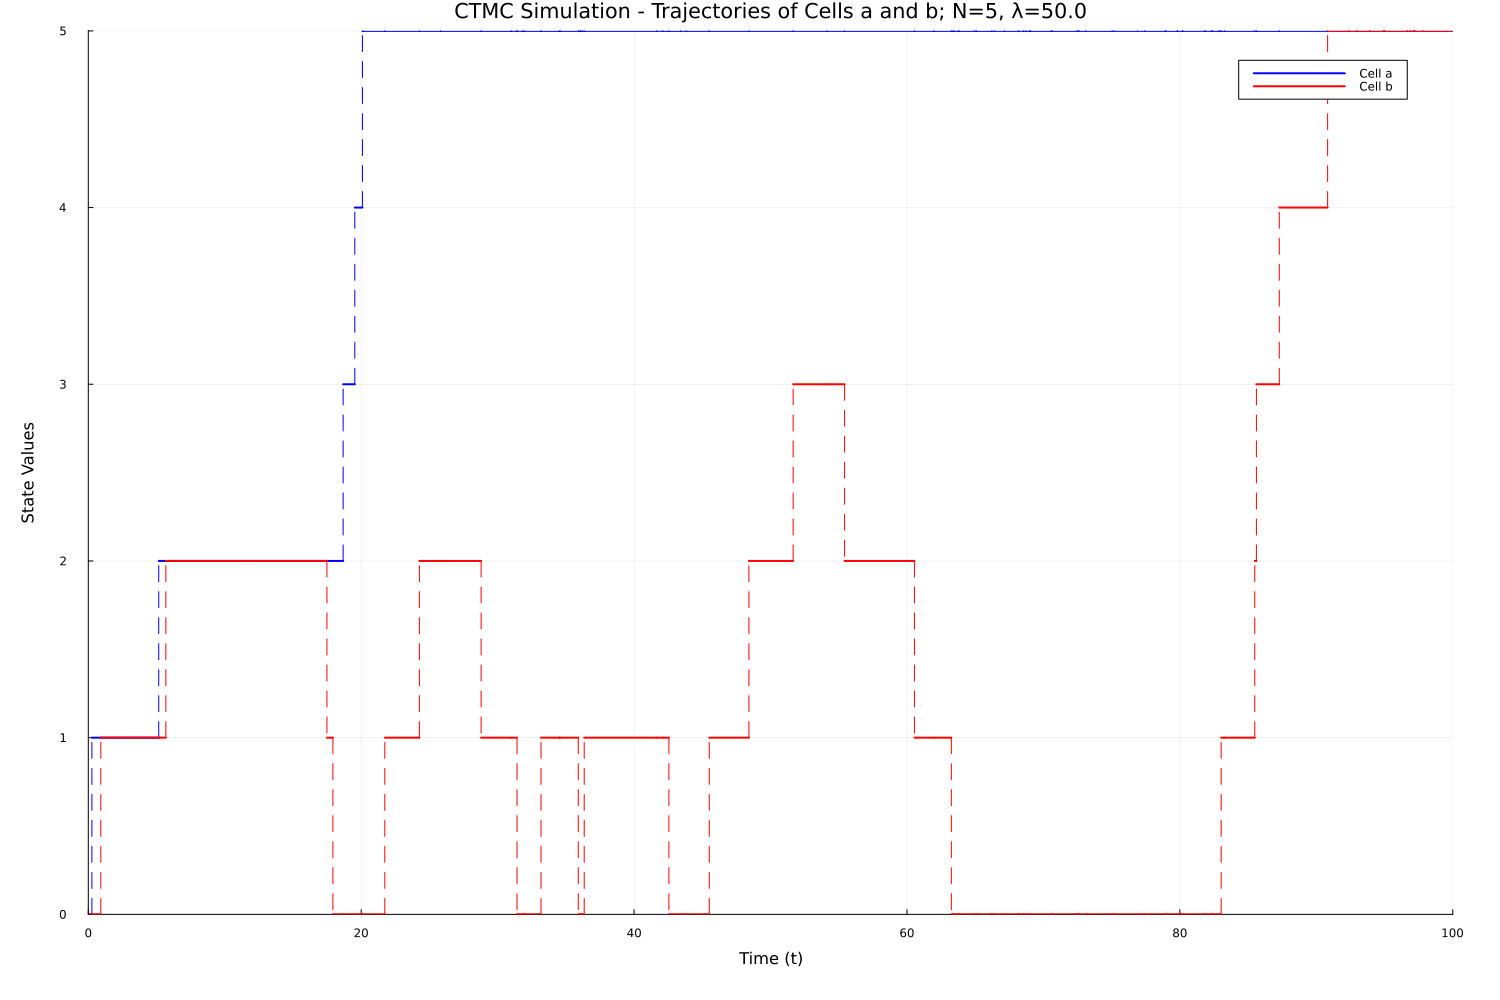 CTMC Simulation - Trajectories of Cells a and b; N=5, λ=50.0
5
Cell a
Cell b
4
3
State Values
2
1
0
0 20 40 60 80 100
Time (t)